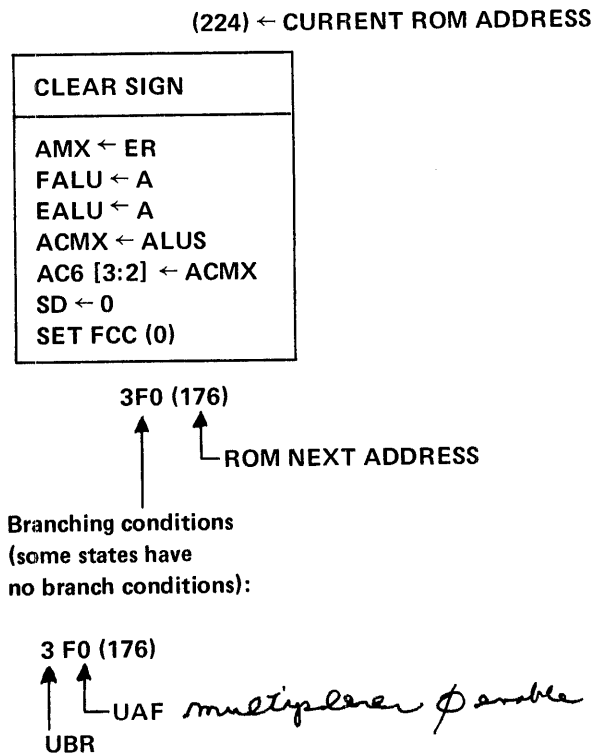 (224) ← CURRENT ROM ADDRESS
CLEAR SIGN
AMX ← ER
FALU ← A
EALU ← A
ACMX ← ALUS
AC6 [3:2] ← ACMX
SD ← 0
SET FCC (0)
3F0 (176)
ROM NEXT ADDRESS
Branching conditions
(some states have
no branch conditions):
3 F0 (176)
UAF multiplexer ϕ enable
UBR